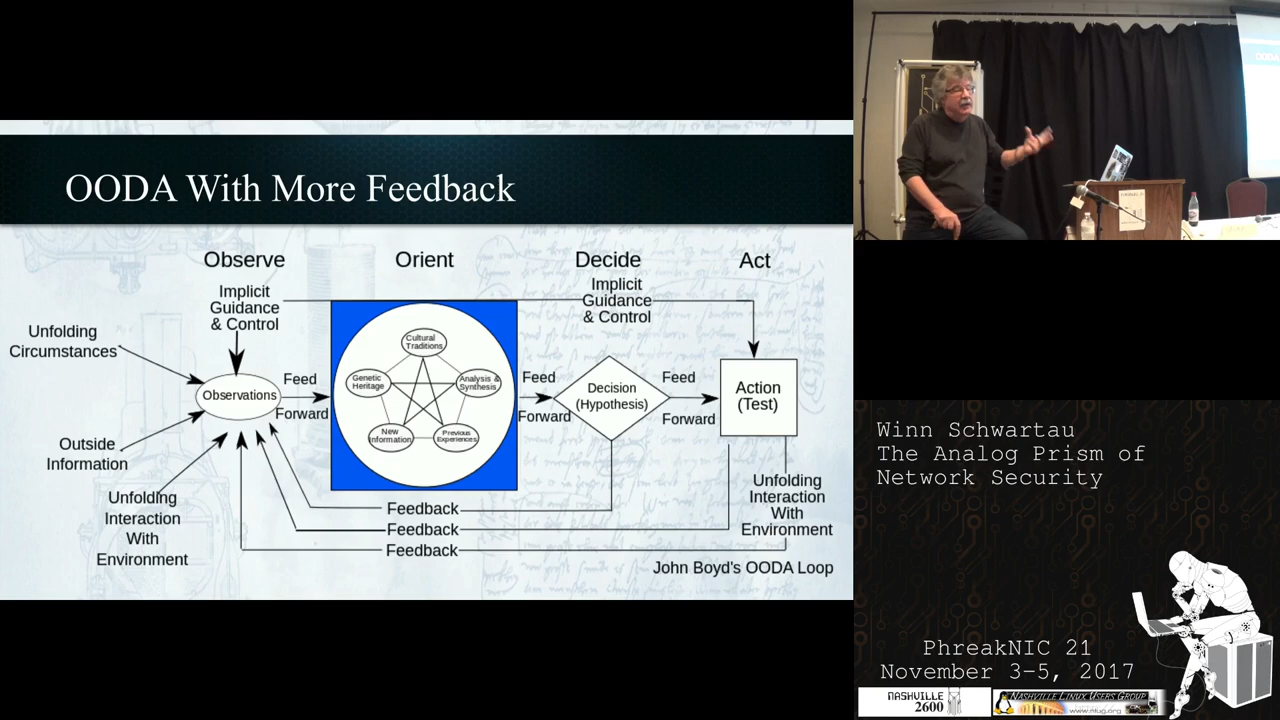 OODA With More Feedback
Observe
Orient
Decide
Act
Implicit
Guidance
& Control
Implicit
Guidance
& Control
Unfolding
Circumstances
Observations
Feed
Forward
Cultural
Traditions
Genetic
Heritage
Analysis &
Synthesis
New
Information
Previous
Experiences
Feed
Forward
Decision
(Hypothesis)
Feed
Forward
Action
(Test)
Outside
Information
Unfolding
Interaction
With
Environment
Feedback
Feedback
Feedback
Unfolding
Interaction
With
Environment
John Boyd's OODA Loop
OODA
Winn Schwartau
The Analog Prism of
Network Security
PhreakNIC 21
November 3-5, 2017
NASHVILLE
2600
NASHVILLE LINUX USERS GROUP
www.nlug.org